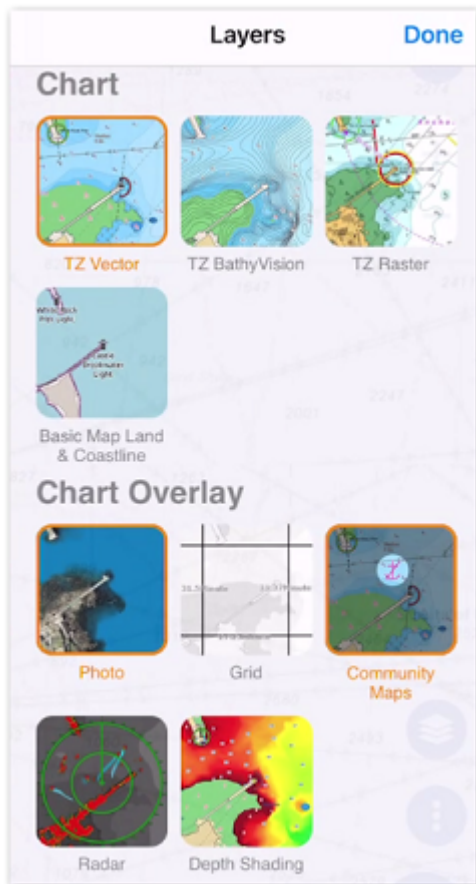 Layers
Done
Chart
TZ Vector
TZ BathyVision
TZ Raster
Basic Map Land
& Coastline
Chart Overlay
Photo
Grid
Community
Maps
Radar
Depth Shading